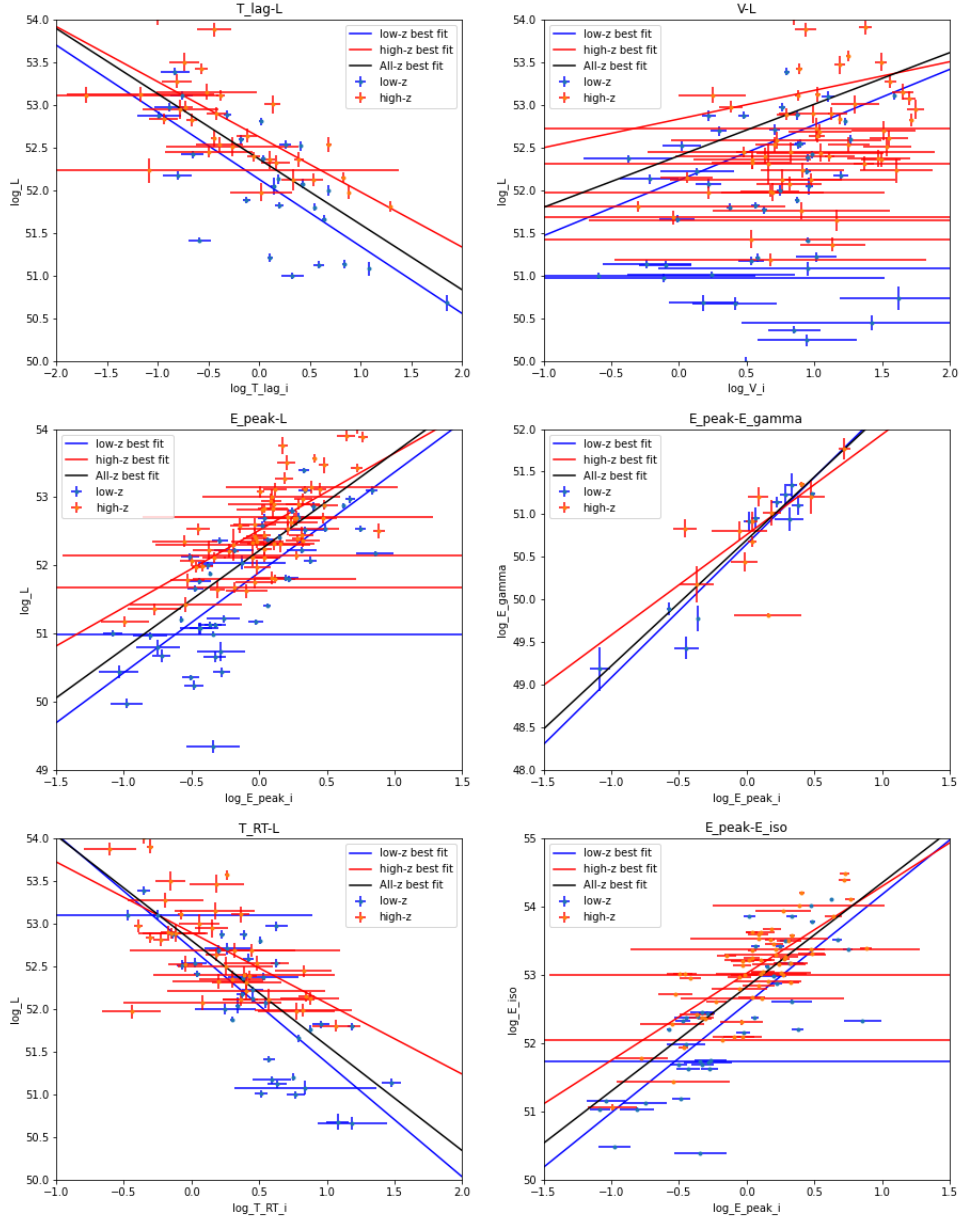 T_lag-L
54.0
53.5
53.0
52.5
52.0
51.5
51.0
50.5
50.0
log_L
low-z best fit
high-z best fit
All-z best fit
low-z
high-z
−2.0 −1.5 −1.0 −0.5 0.0 0.5 1.0 1.5 2.0
log_T_lag_i
V-L
54.0
53.5
53.0
52.5
52.0
51.5
51.0
50.5
50.0
log_L
low-z best fit
high-z best fit
All-z best fit
low-z
high-z
−1.0 −0.5 0.0 0.5 1.0 1.5 2.0
log_V_i
E_peak-L
54
53
52
51
50
49
log_L
low-z best fit
high-z best fit
All-z best fit
low-z
high-z
−1.5 −1.0 −0.5 0.0 0.5 1.0 1.5
log_E_peak_i
E_peak-E_gamma
52.0
51.5
51.0
50.5
50.0
49.5
49.0
48.5
48.0
log_E_gamma
low-z best fit
high-z best fit
All-z best fit
low-z
high-z
−1.5 −1.0 −0.5 0.0 0.5 1.0 1.5
log_E_peak_i
T_RT-L
54.0
53.5
53.0
52.5
52.0
51.5
51.0
50.5
50.0
log_L
low-z best fit
high-z best fit
All-z best fit
low-z
high-z
−1.0 −0.5 0.0 0.5 1.0 1.5 2.0
log_T_RT_i
E_peak-E_iso
55
54
53
52
51
50
log_E_iso
low-z best fit
high-z best fit
All-z best fit
low-z
high-z
−1.5 −1.0 −0.5 0.0 0.5 1.0 1.5
log_E_peak_i